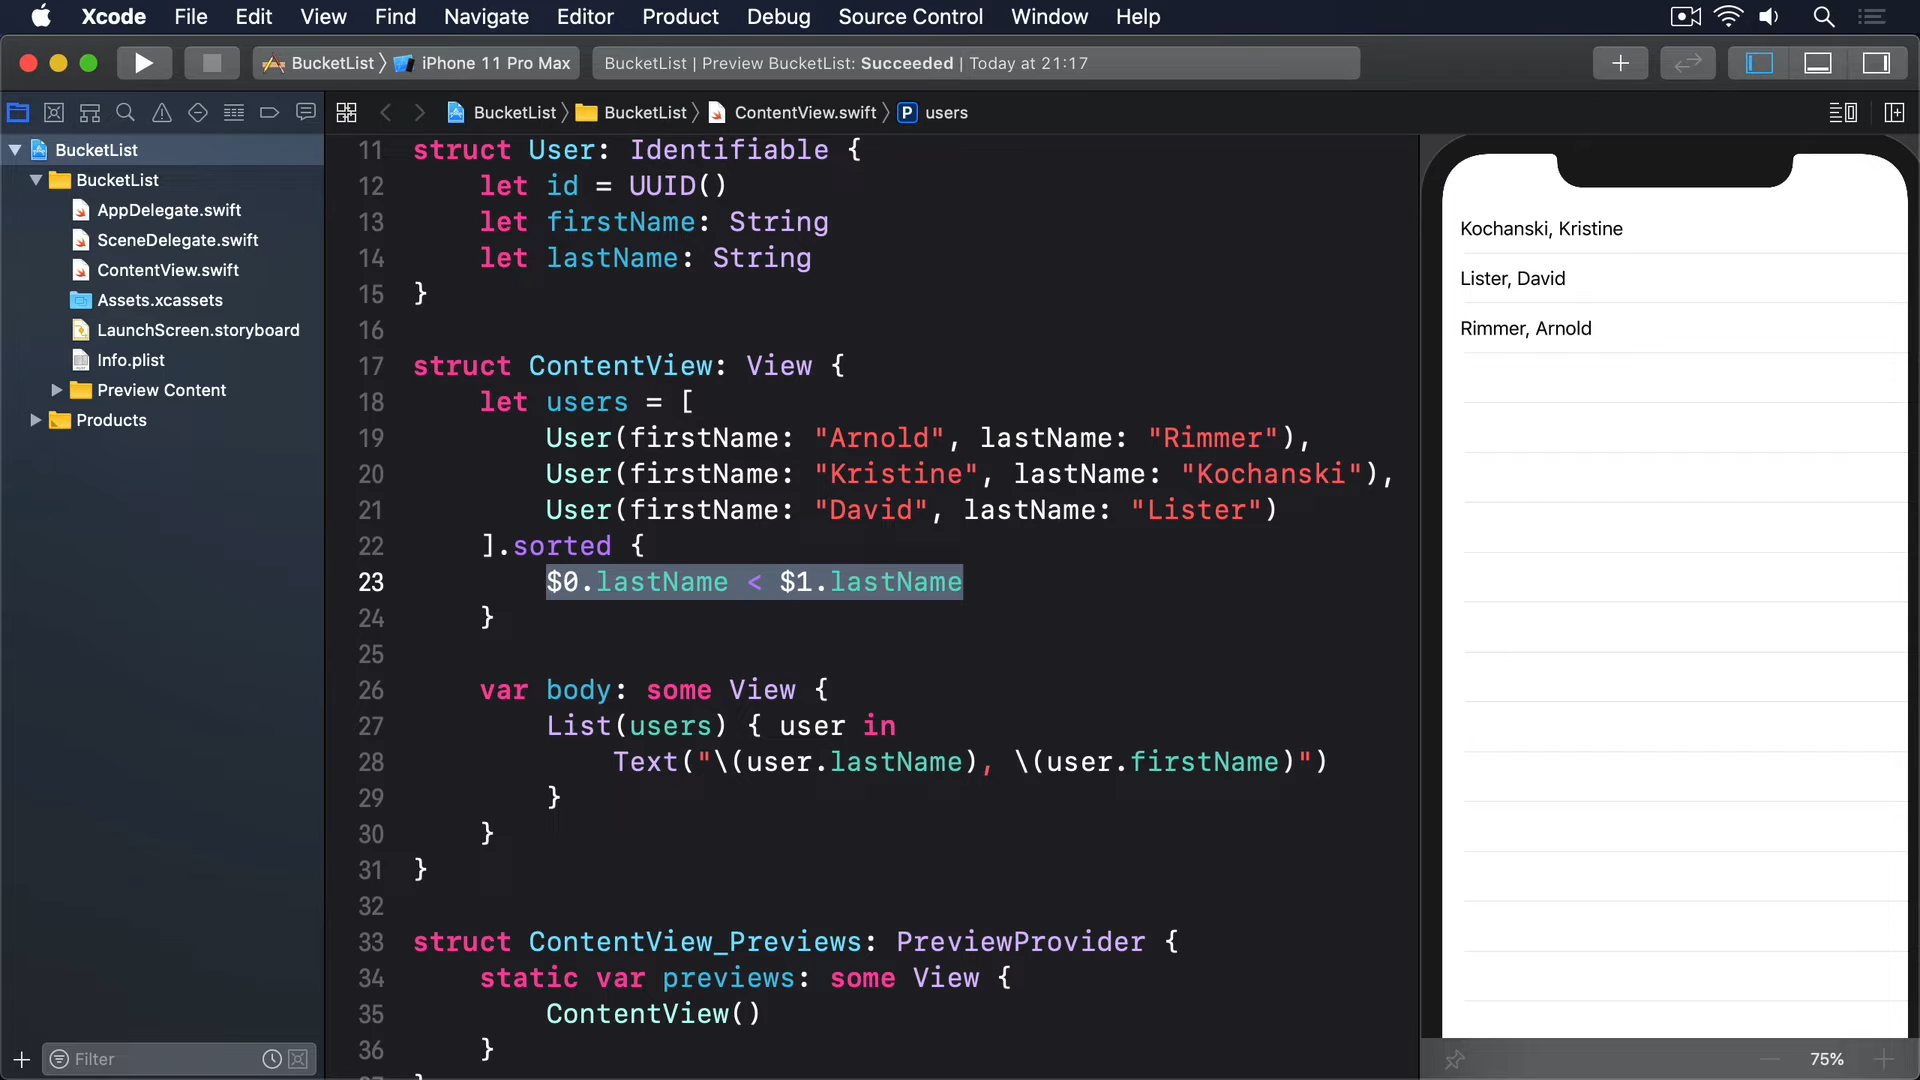 Xcode File Edit View Find Navigate Editor Product Debug Source Control Window Help
BucketList iPhone 11 Pro Max
BucketList | Preview BucketList: Succeeded | Today at 21:17
BucketList BucketList ContentView.swift P users
BucketList
BucketList
AppDelegate.swift
SceneDelegate.swift
ContentView.swift
Assets.xcassets
LaunchScreen.storyboard
Info.plist
Preview Content
Products
Filter
11 struct User: Identifiable {
12 let id = UUID()
13 let firstName: String
14 let lastName: String
15 }
16
17 struct ContentView: View {
18 let users = [
19 User(firstName: "Arnold", lastName: "Rimmer"),
20 User(firstName: "Kristine", lastName: "Kochanski"),
21 User(firstName: "David", lastName: "Lister")
22 ].sorted {
23 $0.lastName < $1.lastName
24 }
25
26 var body: some View {
27 List(users) { user in
28 Text("\(user.lastName), \(user.firstName)")
29 }
30 }
31 }
32
33 struct ContentView_Previews: PreviewProvider {
34 static var previews: some View {
35 ContentView()
36 }
Kochanski, Kristine
Lister, David
Rimmer, Arnold
75%